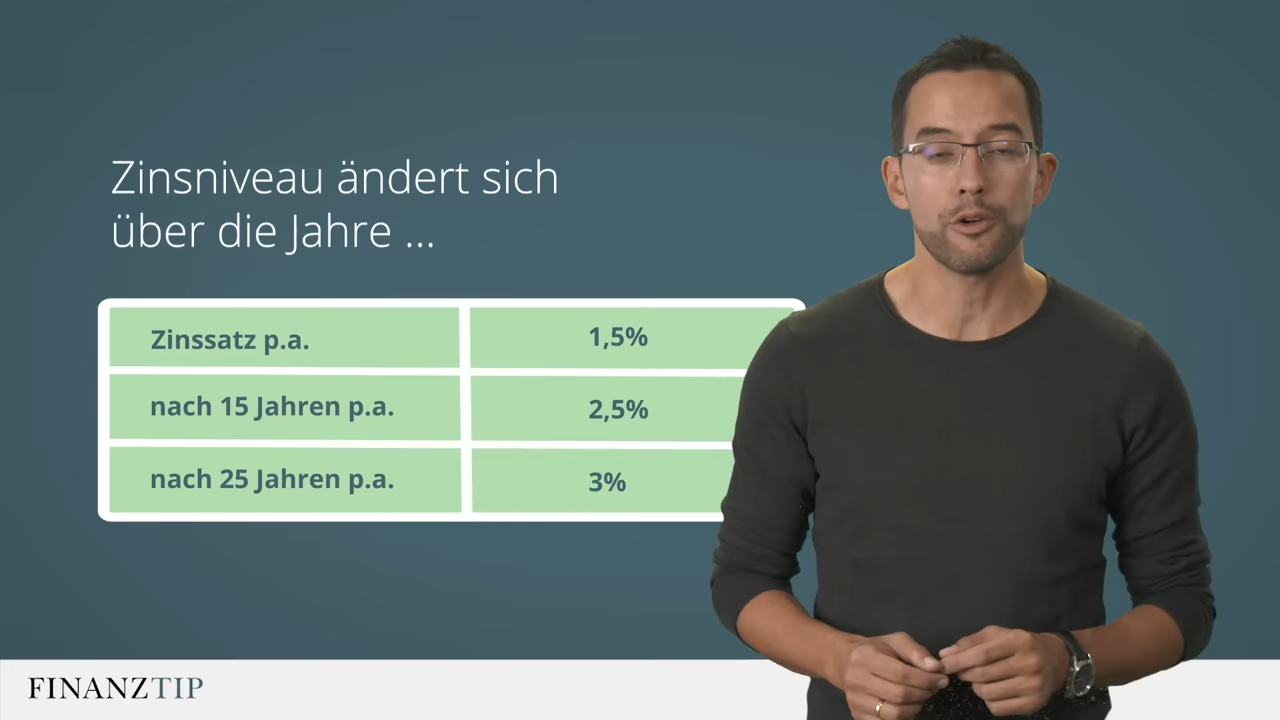 Zinsniveau ändert sich
über die Jahre ...
Zinssatz p.a. 1,5%
nach 15 Jahren p.a. 2,5%
nach 25 Jahren p.a. 3%
FINANZTIP